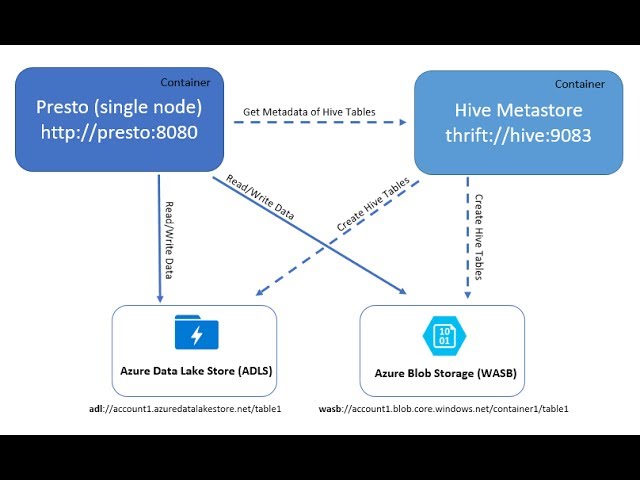 Container
Presto (single node)
http://presto:8080
Get Metadata of Hive Tables
Container
Hive Metastore
thrift://hive:9083
Read/Write Data
Read/Write Data
Create Hive Tables
Create Hive Tables
10
01
Azure Data Lake Store (ADLS)
Azure Blob Storage (WASB)
adl://account1.azuredatalakestore.net/table1
wasb://account1.blob.core.windows.net/container1/table1